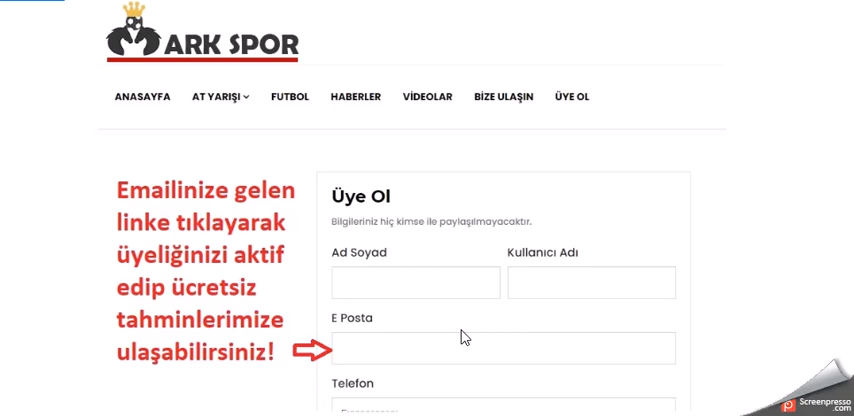 ARK SPOR
ANASAYFA AT YARIŞI FUTBOL HABERLER VİDEOLAR BİZE ULAŞIN ÜYE OL
Emailinize gelen
linke tıklayarak
üyeliğinizi aktif
edip ücretsiz
tahminlerimize
ulaşabilirsiniz!
Üye Ol
Bilgileriniz hiç kimse ile paylaşılmayacaktır.
Ad Soyad Kullanıcı Adı
E Posta
Telefon
Screenpresso
.com